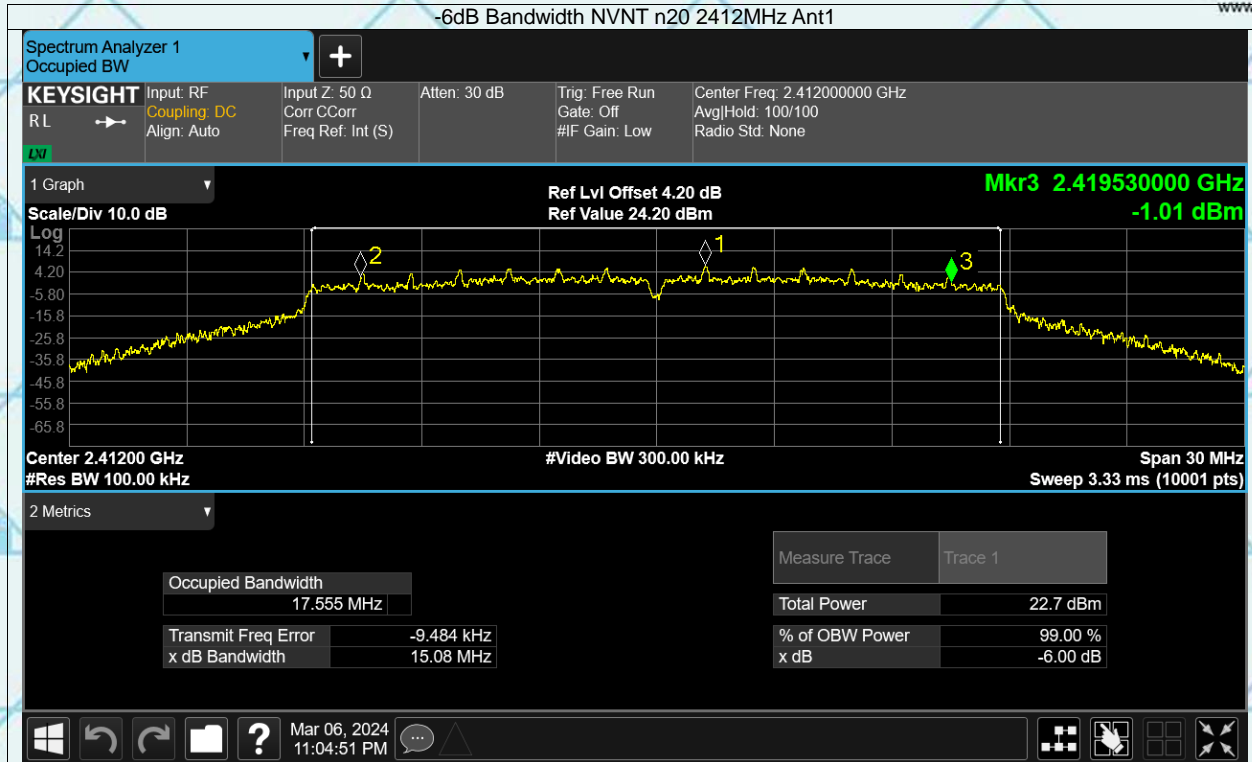 -6dB Bandwidth NVNT n20 2412MHz Ant1
www
Spectrum Analyzer 1
Occupied BW
+
KEYSIGHT
RL
LXI
Input: RF
Coupling: DC
Align: Auto
Input Z: 50 Ω
Corr CCorr
Freq Ref: Int (S)
Atten: 30 dB
Trig: Free Run
Gate: Off
#IF Gain: Low
Center Freq: 2.412000000 GHz
Avg|Hold: 100/100
Radio Std: None
1 Graph
Scale/Div 10.0 dB
Ref Lvl Offset 4.20 dB
Ref Value 24.20 dBm
Mkr3 2.419530000 GHz
-1.01 dBm
Log
14.2
4.20
-5.80
-15.8
-25.8
-35.8
-45.8
-55.8
-65.8
2
1
3
Center 2.41200 GHz
#Res BW 100.00 kHz
#Video BW 300.00 kHz
Span 30 MHz
Sweep 3.33 ms (10001 pts)
2 Metrics
Measure Trace Trace 1
Occupied Bandwidth
17.555 MHz
Total Power 22.7 dBm
Transmit Freq Error -9.484 kHz
% of OBW Power 99.00 %
x dB Bandwidth 15.08 MHz
x dB -6.00 dB
?
Mar 06, 2024
11:04:51 PM